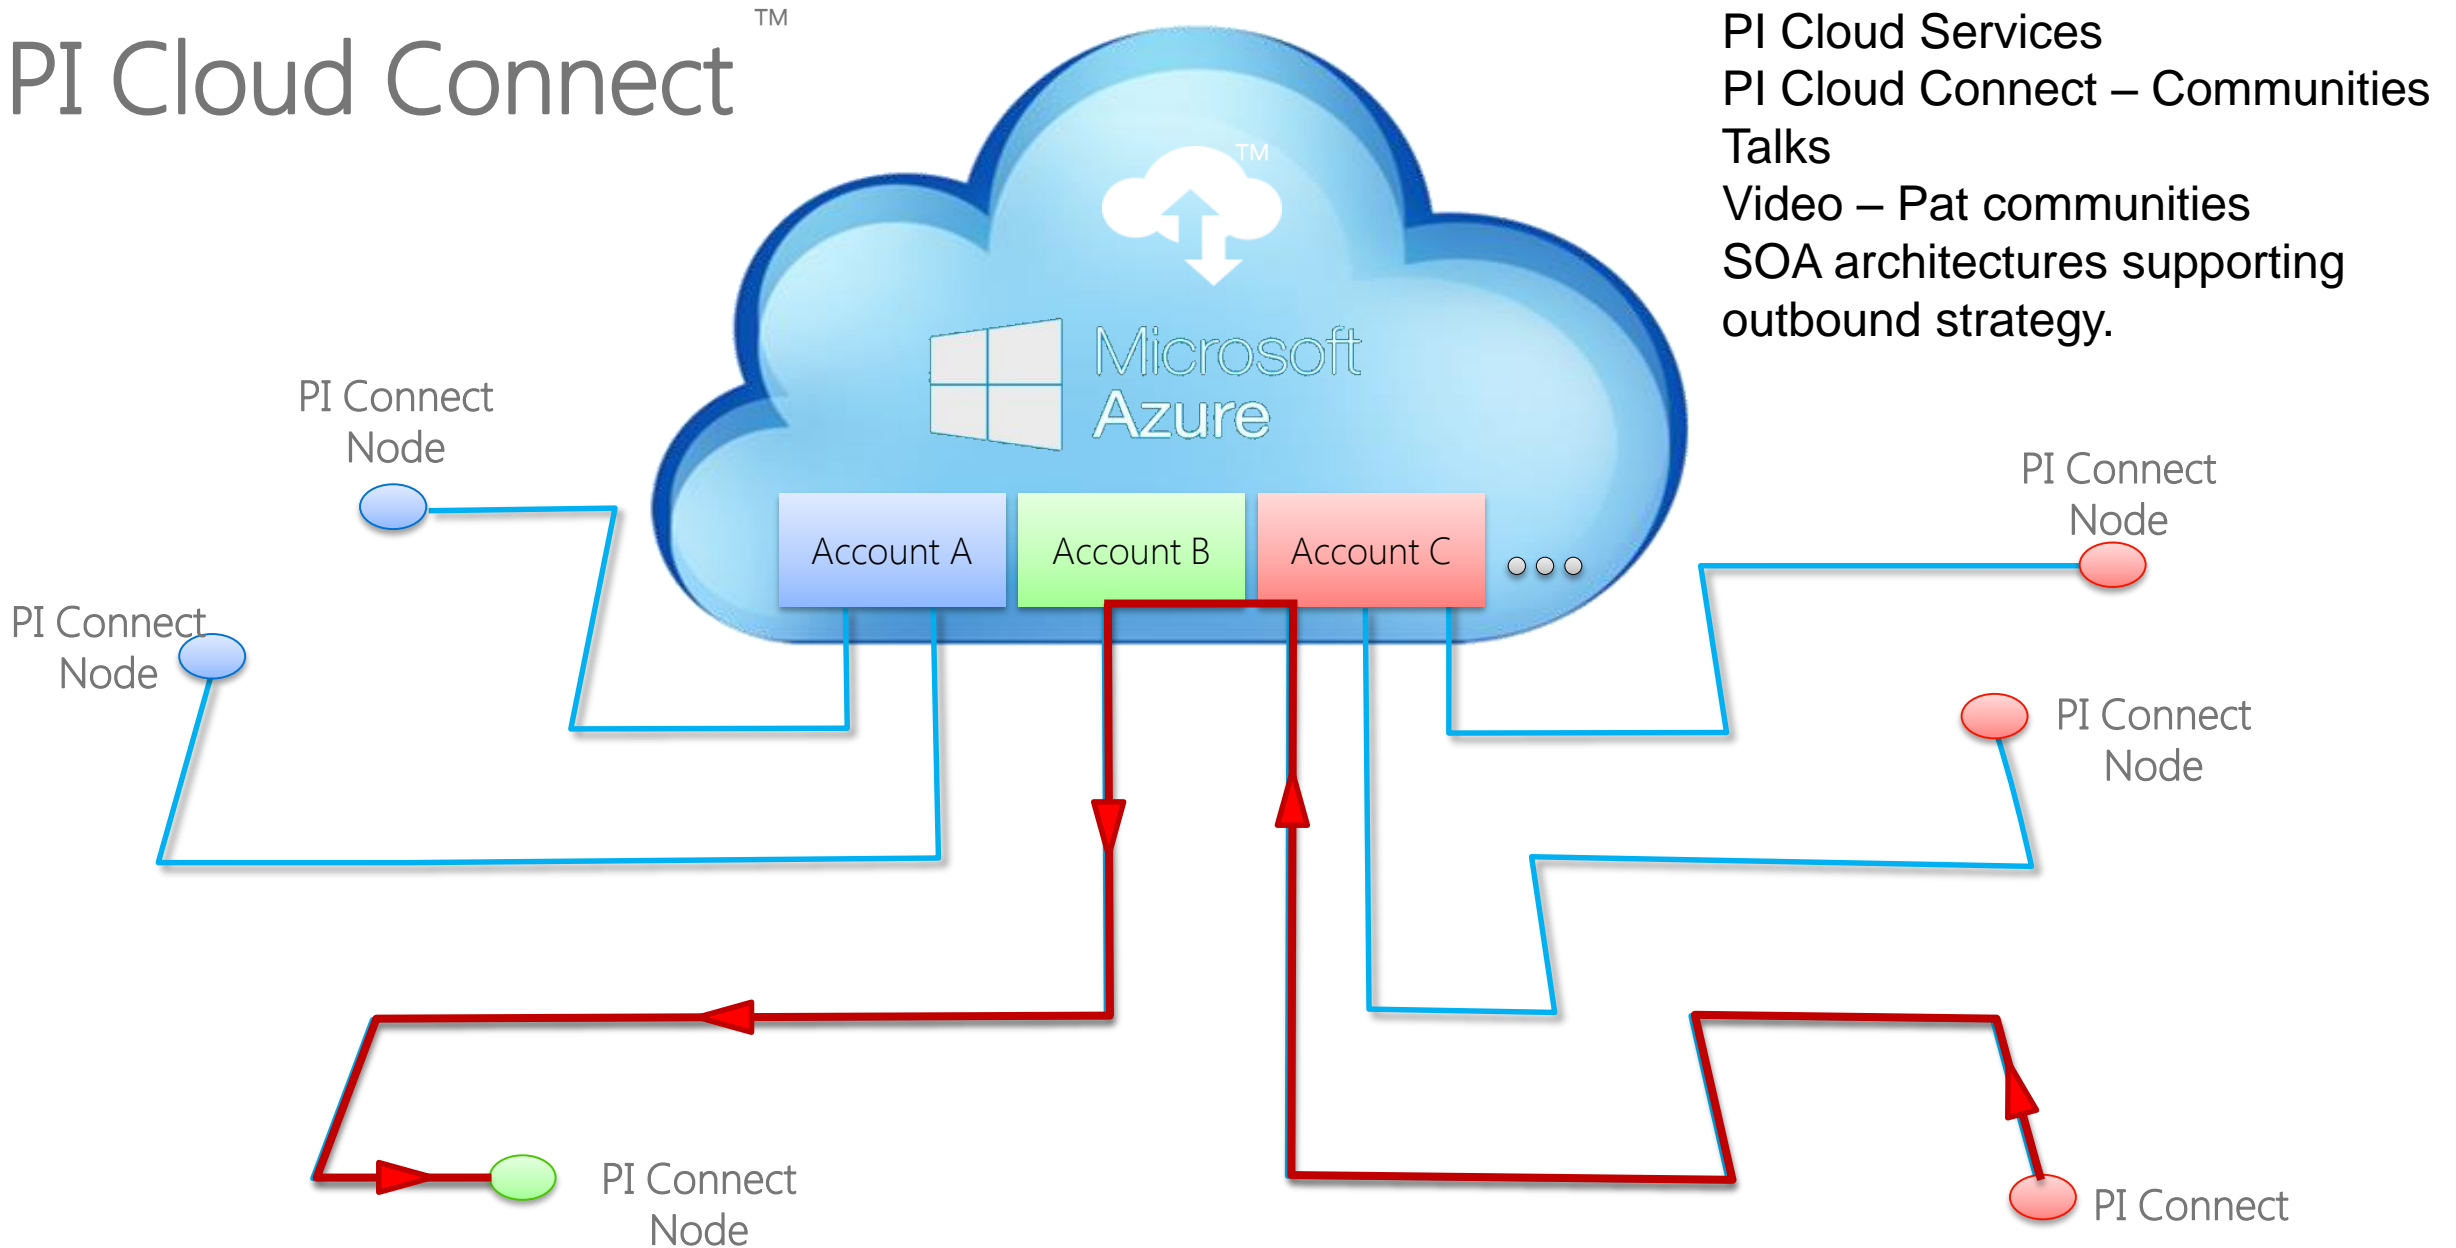 PI Cloud Connect™
PI Cloud Services
PI Cloud Connect – Communities
Talks
Video – Pat communities
SOA architectures supporting
outbound strategy.
TM
Microsoft
Azure
PI Connect
Node
PI Connect
Node
Account A
Account B
Account C
PI Connect
Node
PI Connect
Node
PI Connect
Node
PI Connect